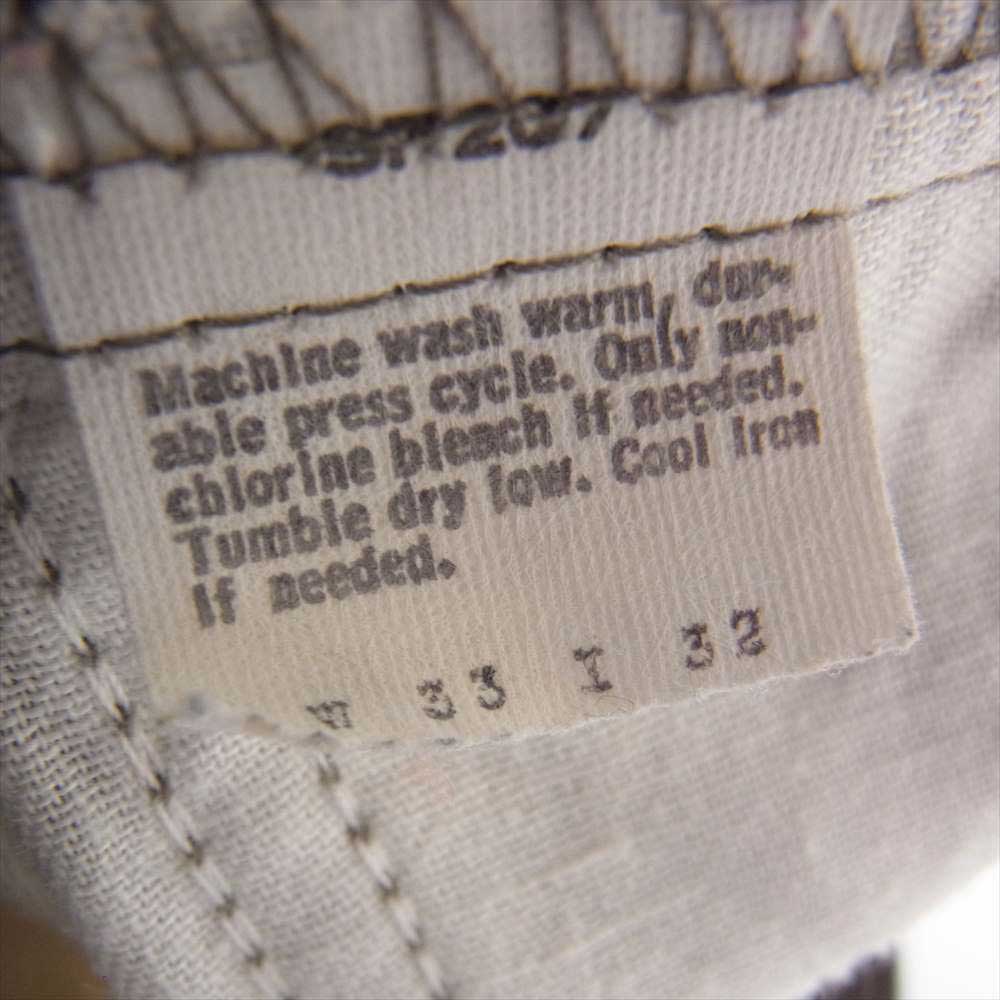 Machine wash warm, dur-
able press cycle. Only non-
chlorine bleach if needed.
Tumble dry low. Cool Iron
If needed.
W 33 I 32